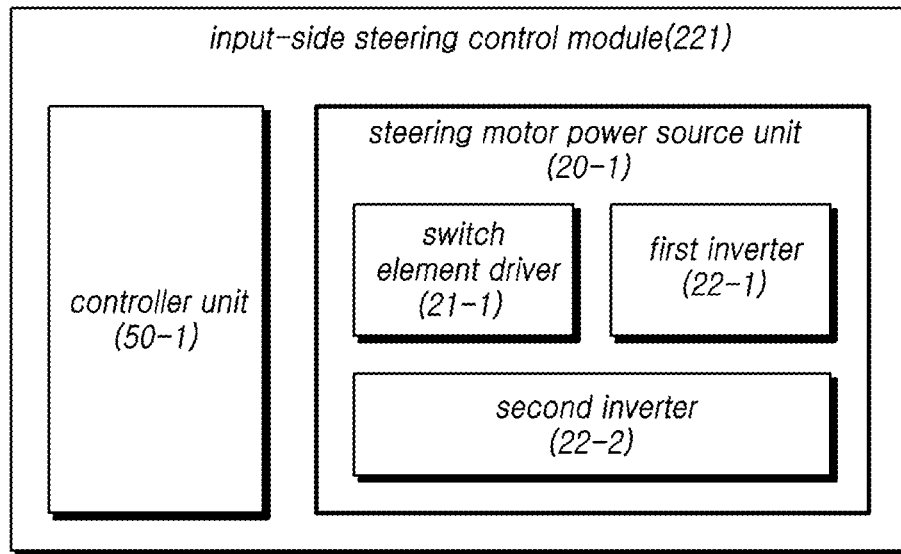 input-side steering control module(221)
controller unit
(50-1)
steering motor power source unit
(20-1)
switch
element driver
(21-1)
first inverter
(22-1)
second inverter
(22-2)